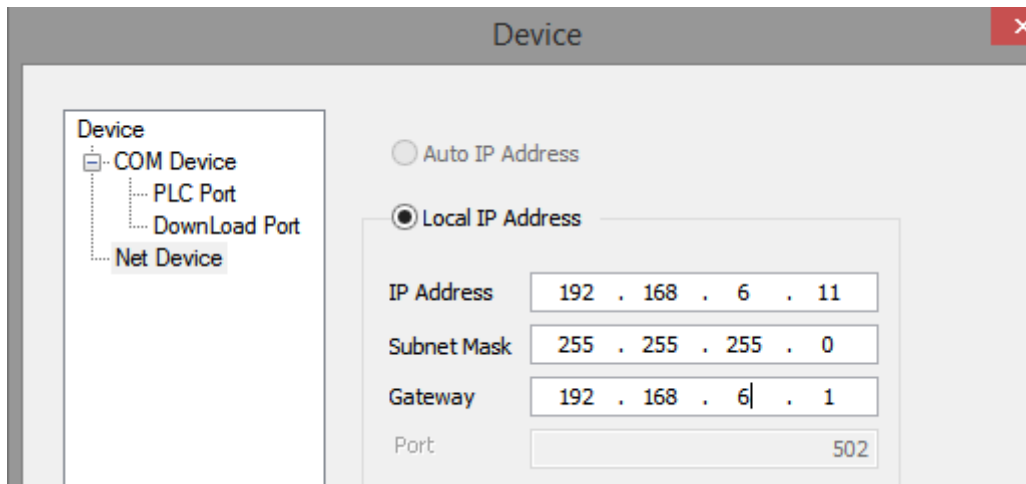 Device
Device
COM Device
PLC Port
DownLoad Port
Net Device
Auto IP Address
Local IP Address
IP Address 192 . 168 . 6 . 11
Subnet Mask 255 . 255 . 255 . 0
Gateway 192 . 168 . 6 . 1
Port 502